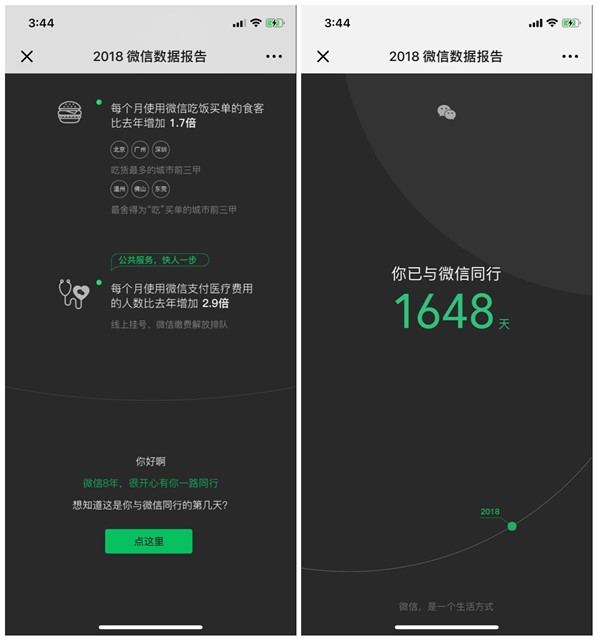 3:44
2018 微信数据报告
每个月使用微信吃饭买单的食客
比去年增加 1.7倍
北京 广州 深圳
吃货最多的城市前三甲
温州 佛山 东莞
最舍得为“吃”买单的城市前三甲
公共服务，快人一步
每个月使用微信支付医疗费用
的人数比去年增加 2.9倍
线上挂号、微信缴费解放排队
你好啊
微信8年，很开心有你一路同行
想知道这是你与微信同行的第几天?
点这里
3:44
2018 微信数据报告
你已与微信同行
1648 天
2018
微信，是一个生活方式